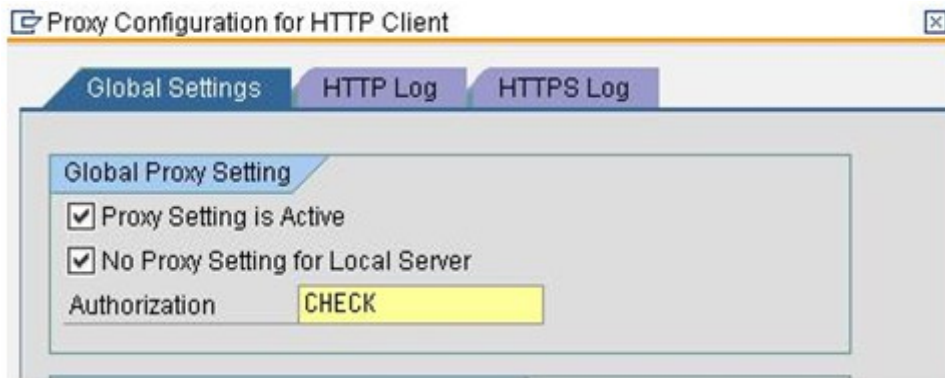 Proxy Configuration for HTTP Client
Global Settings HTTP Log HTTPS Log
Global Proxy Setting
Proxy Setting is Active
No Proxy Setting for Local Server
Authorization CHECK